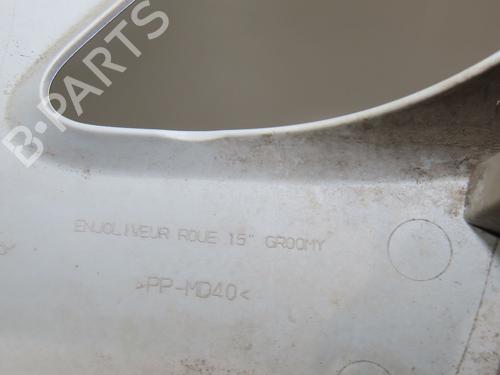 B-PARTS
ENJOLIVEUR ROUE 15" GROOMY
>PP-MD40<